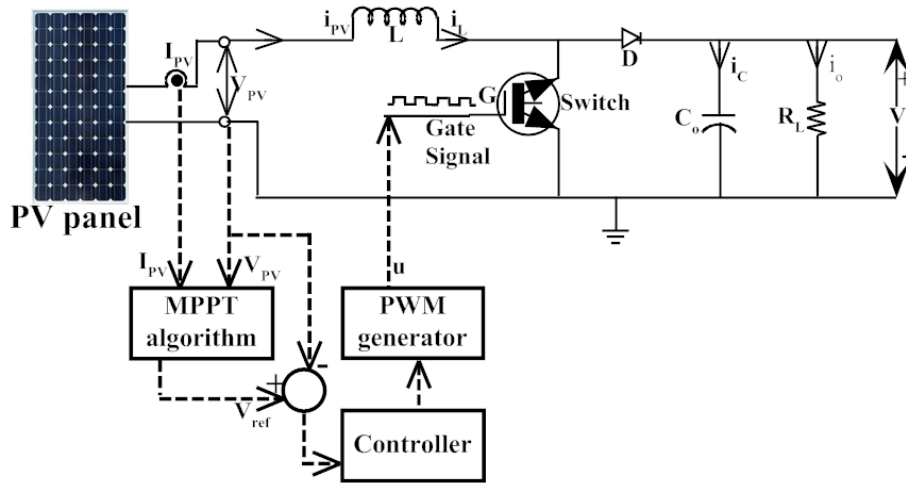 i_PV
L
i_L
I_PV
V_PV
G
Switch
D
i_C
i_o
+
V
-
C_o
R_L
Gate
Signal
PV panel
I_PV
V_PV
u
MPPT
algorithm
PWM
generator
+
-
V_ref
Controller